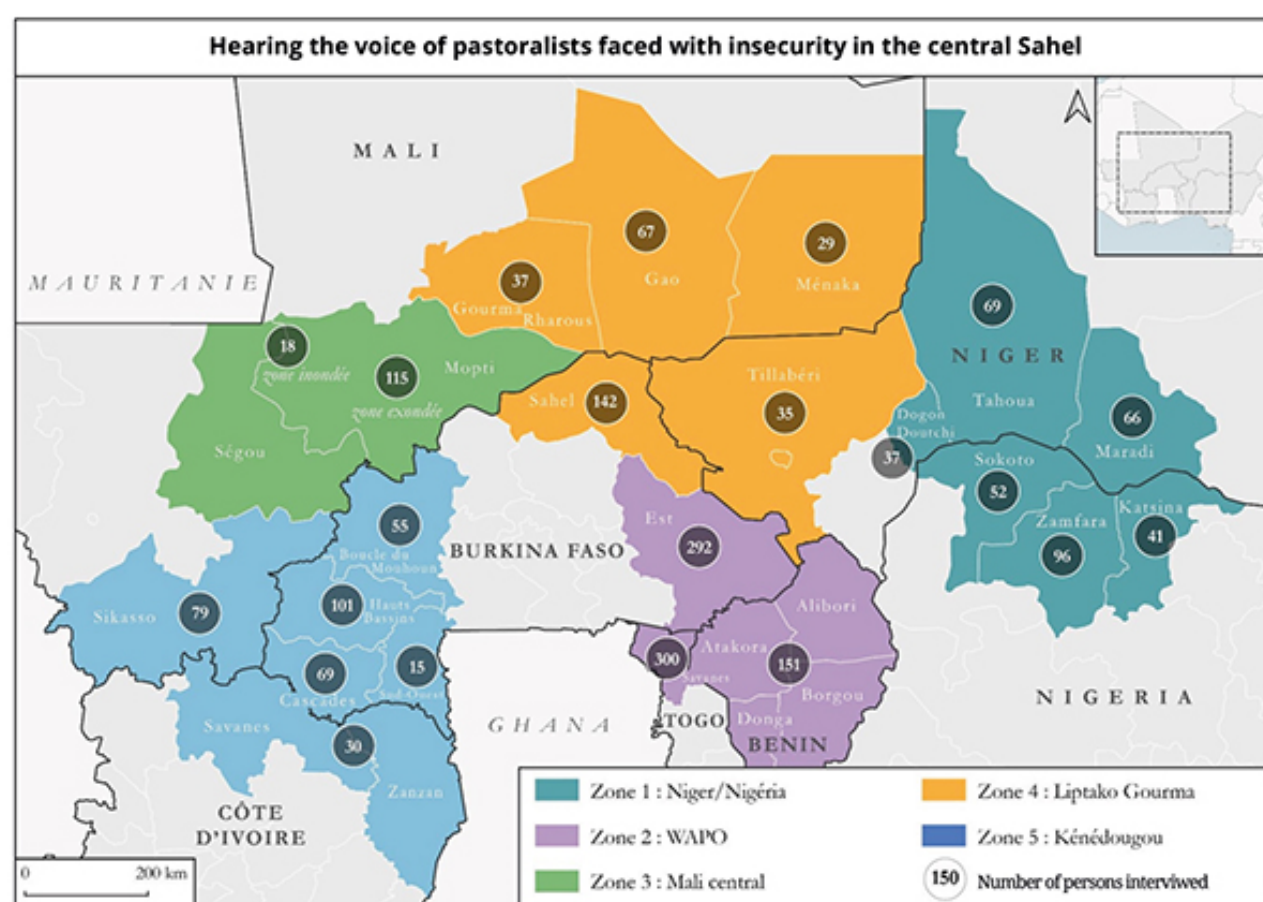 Hearing the voice of pastoralists faced with insecurity in the central Sahel
MALI
MAURITANIE
67
Gao
29
Ménaka
37
Gourma
Rharous
69
NIGER
Tahoua
18
zone inondée
115
Mopti
zone exondée
Ségou
Sahel
142
Tillabéri
35
Dogon
Doutchi
37
66
Maradi
Sokoto
52
Zamfara
96
Katsina
41
55
Boucle du
Mouhoun
BURKINA FASO
Est
292
Sikasso
79
101
Hauts
Bassins
69
Cascades
15
Sud-Ouest
Alibori
300
Savanes
Atakora
151
Borgou
Donga
BENIN
TOGO
GHANA
NIGERIA
Savanes
30
Zanzan
CÔTE
D'IVOIRE
0 200 km
Zone 1 : Niger/Nigéria
Zone 2 : WAPO
Zone 3 : Mali central
Zone 4 : Liptako Gourma
Zone 5 : Kénédougou
150 Number of persons interviwed